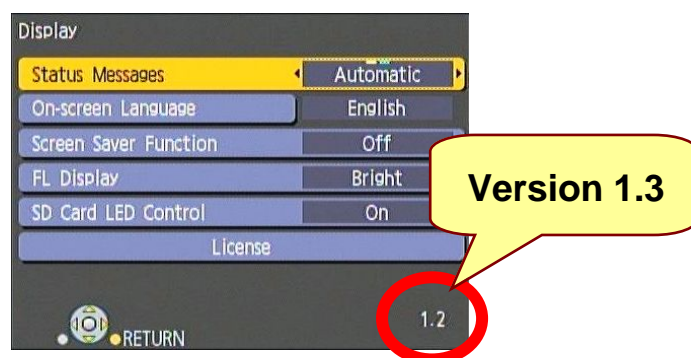 Display
Status Messages Automatic
On-screen Language English
Screen Saver Function Off
FL Display Bright
SD Card LED Control On
License
Version 1.3
1.2
RETURN